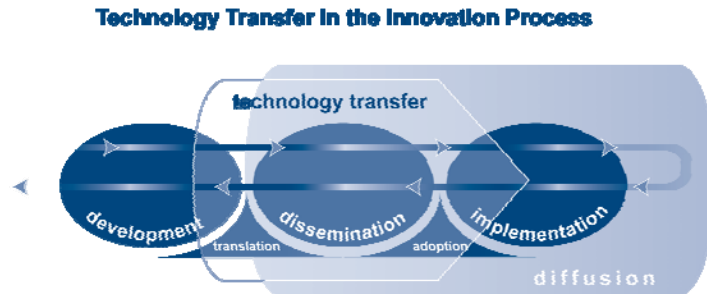 Technology Transfer in the Innovation Process
technology transfer
development
dissemination
implementation
translation
adoption
diffusion